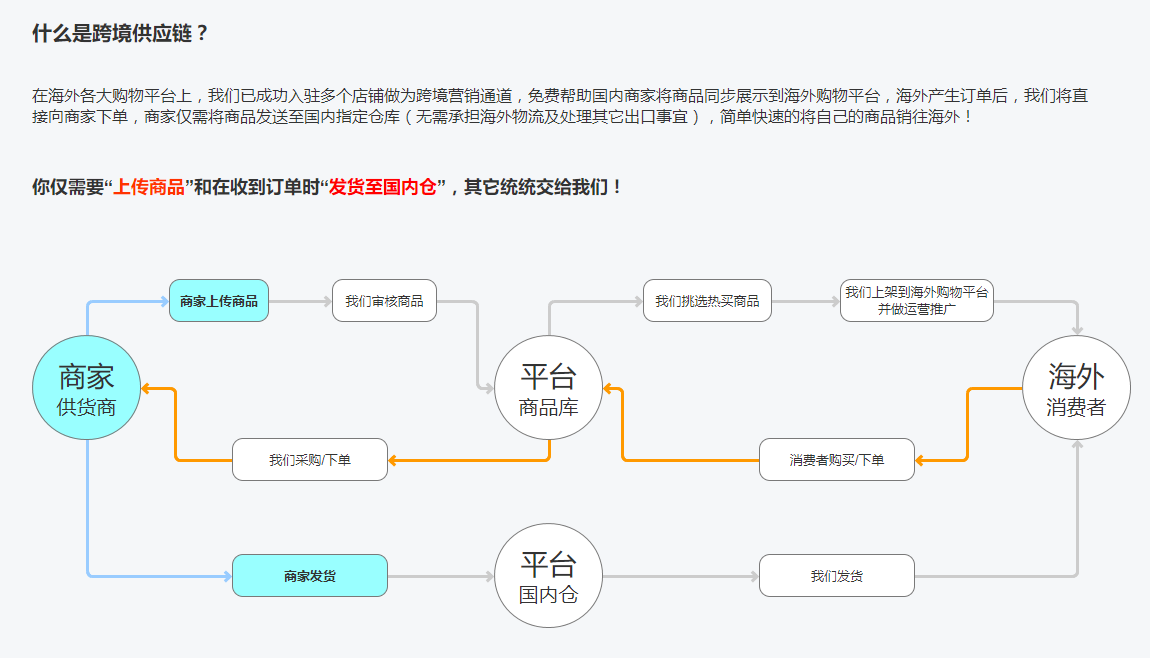 什么是跨境供应链？
在海外各大购物平台上，我们已成功入驻多个店铺做为跨境营销通道，免费帮助国内商家将商品同步展示到海外购物平台，海外产生订单后，我们将直
接向商家下单，商家仅需将商品发送至国内指定仓库（无需承担海外物流及处理其它出口事宜），简单快速的将自己的商品销往海外！
你仅需要“上传商品”和在收到订单时“发货至国内仓”，其它统统交给我们！
商家上传商品
我们审核商品
我们挑选热买商品
我们上架到海外购物平台
并做运营推广
商家
供货商
平台
商品库
海外
消费者
我们采购/下单
消费者购买/下单
商家发货
平台
国内仓
我们发货